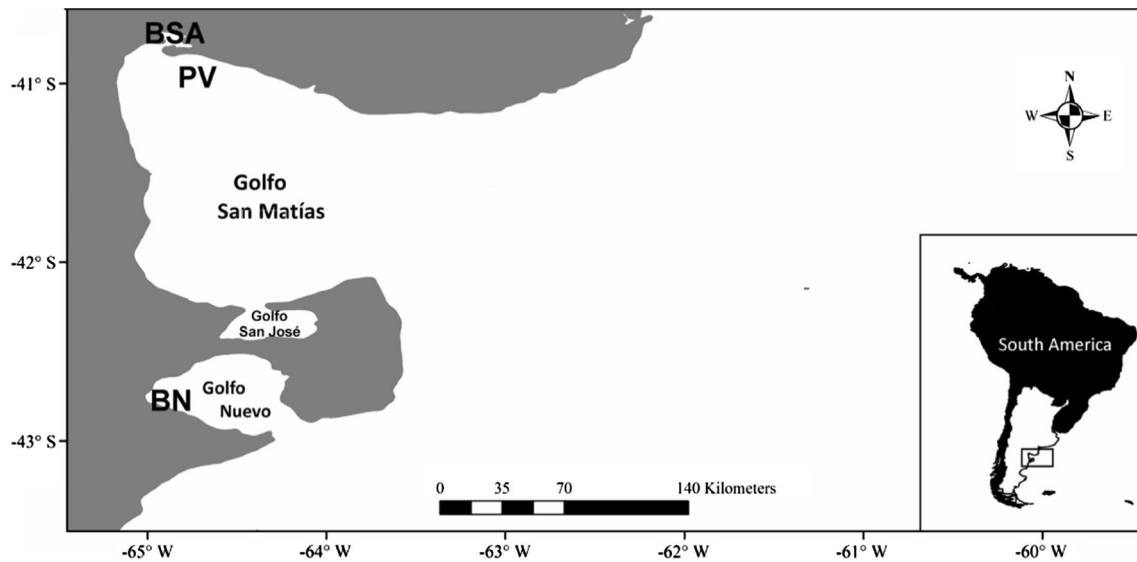 BSA
PV
-41° S
N
W
E
S
Golfo
San Matías
-42° S
Golfo
San José
South America
BN
Golfo
Nuevo
-43° S
0 35 70 140 Kilometers
-65° W -64° W -63° W -62° W -61° W -60° W